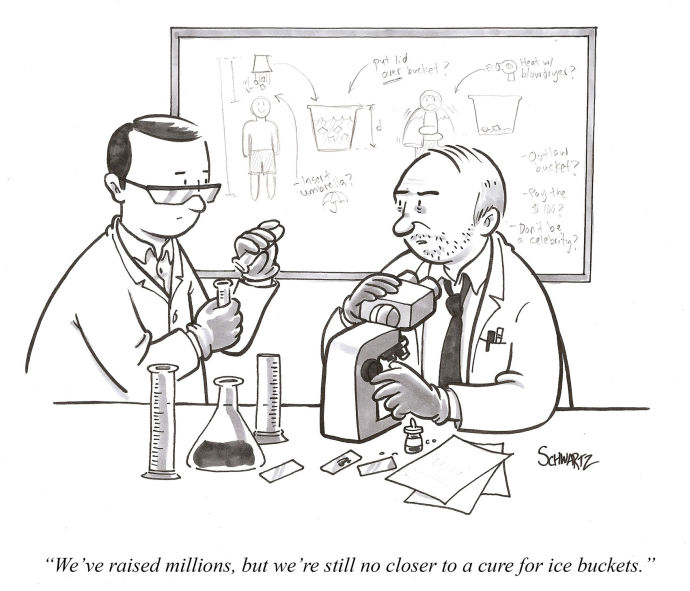 put lid
over bucket?
Heat w/
blowdryer?
d
-Insert
umbrella?
-Outlaw
bucket?
-Pay the
$100?
-Don't be
a celebrity?
SCHWARTZ
“We’ve raised millions, but we’re still no closer to a cure for ice buckets.”